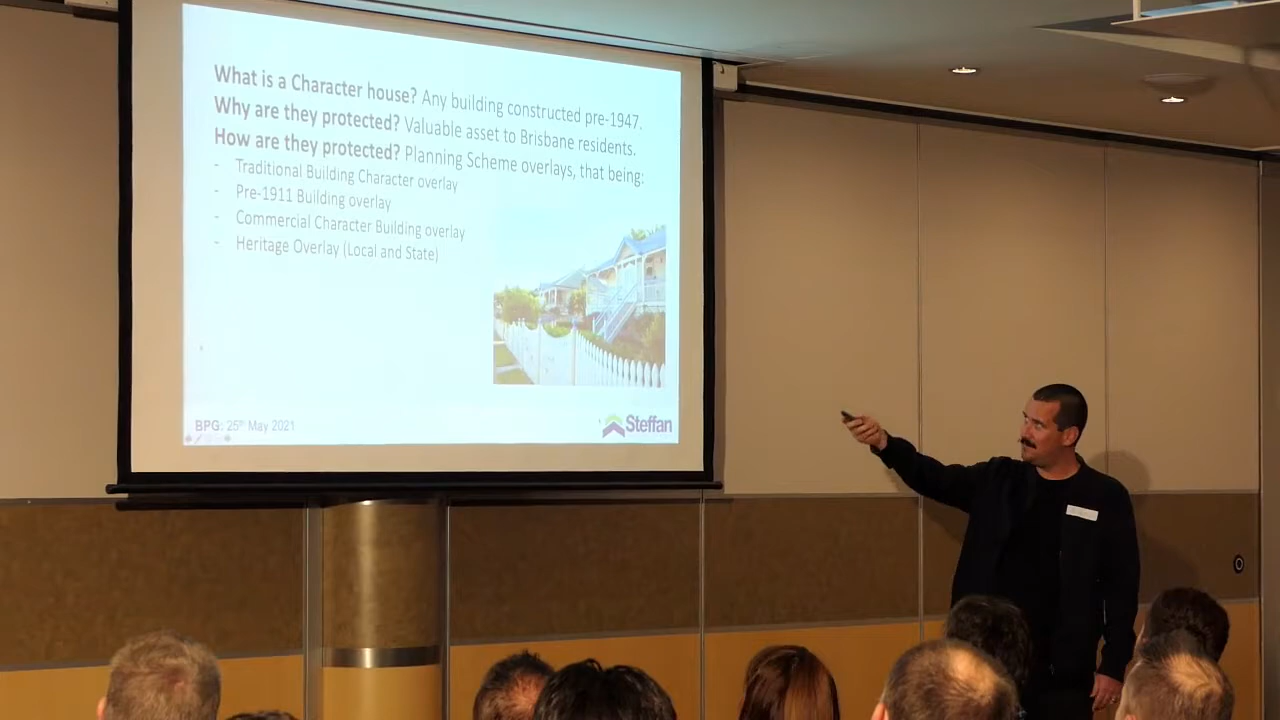 What is a Character house? Any building constructed pre-1947.
Why are they protected? Valuable asset to Brisbane residents.
How are they protected? Planning Scheme overlays, that being:
- Traditional Building Character overlay
- Pre-1911 Building overlay
- Commercial Character Building overlay
- Heritage Overlay (Local and State)
BPG: 25th May 2021
Steffan